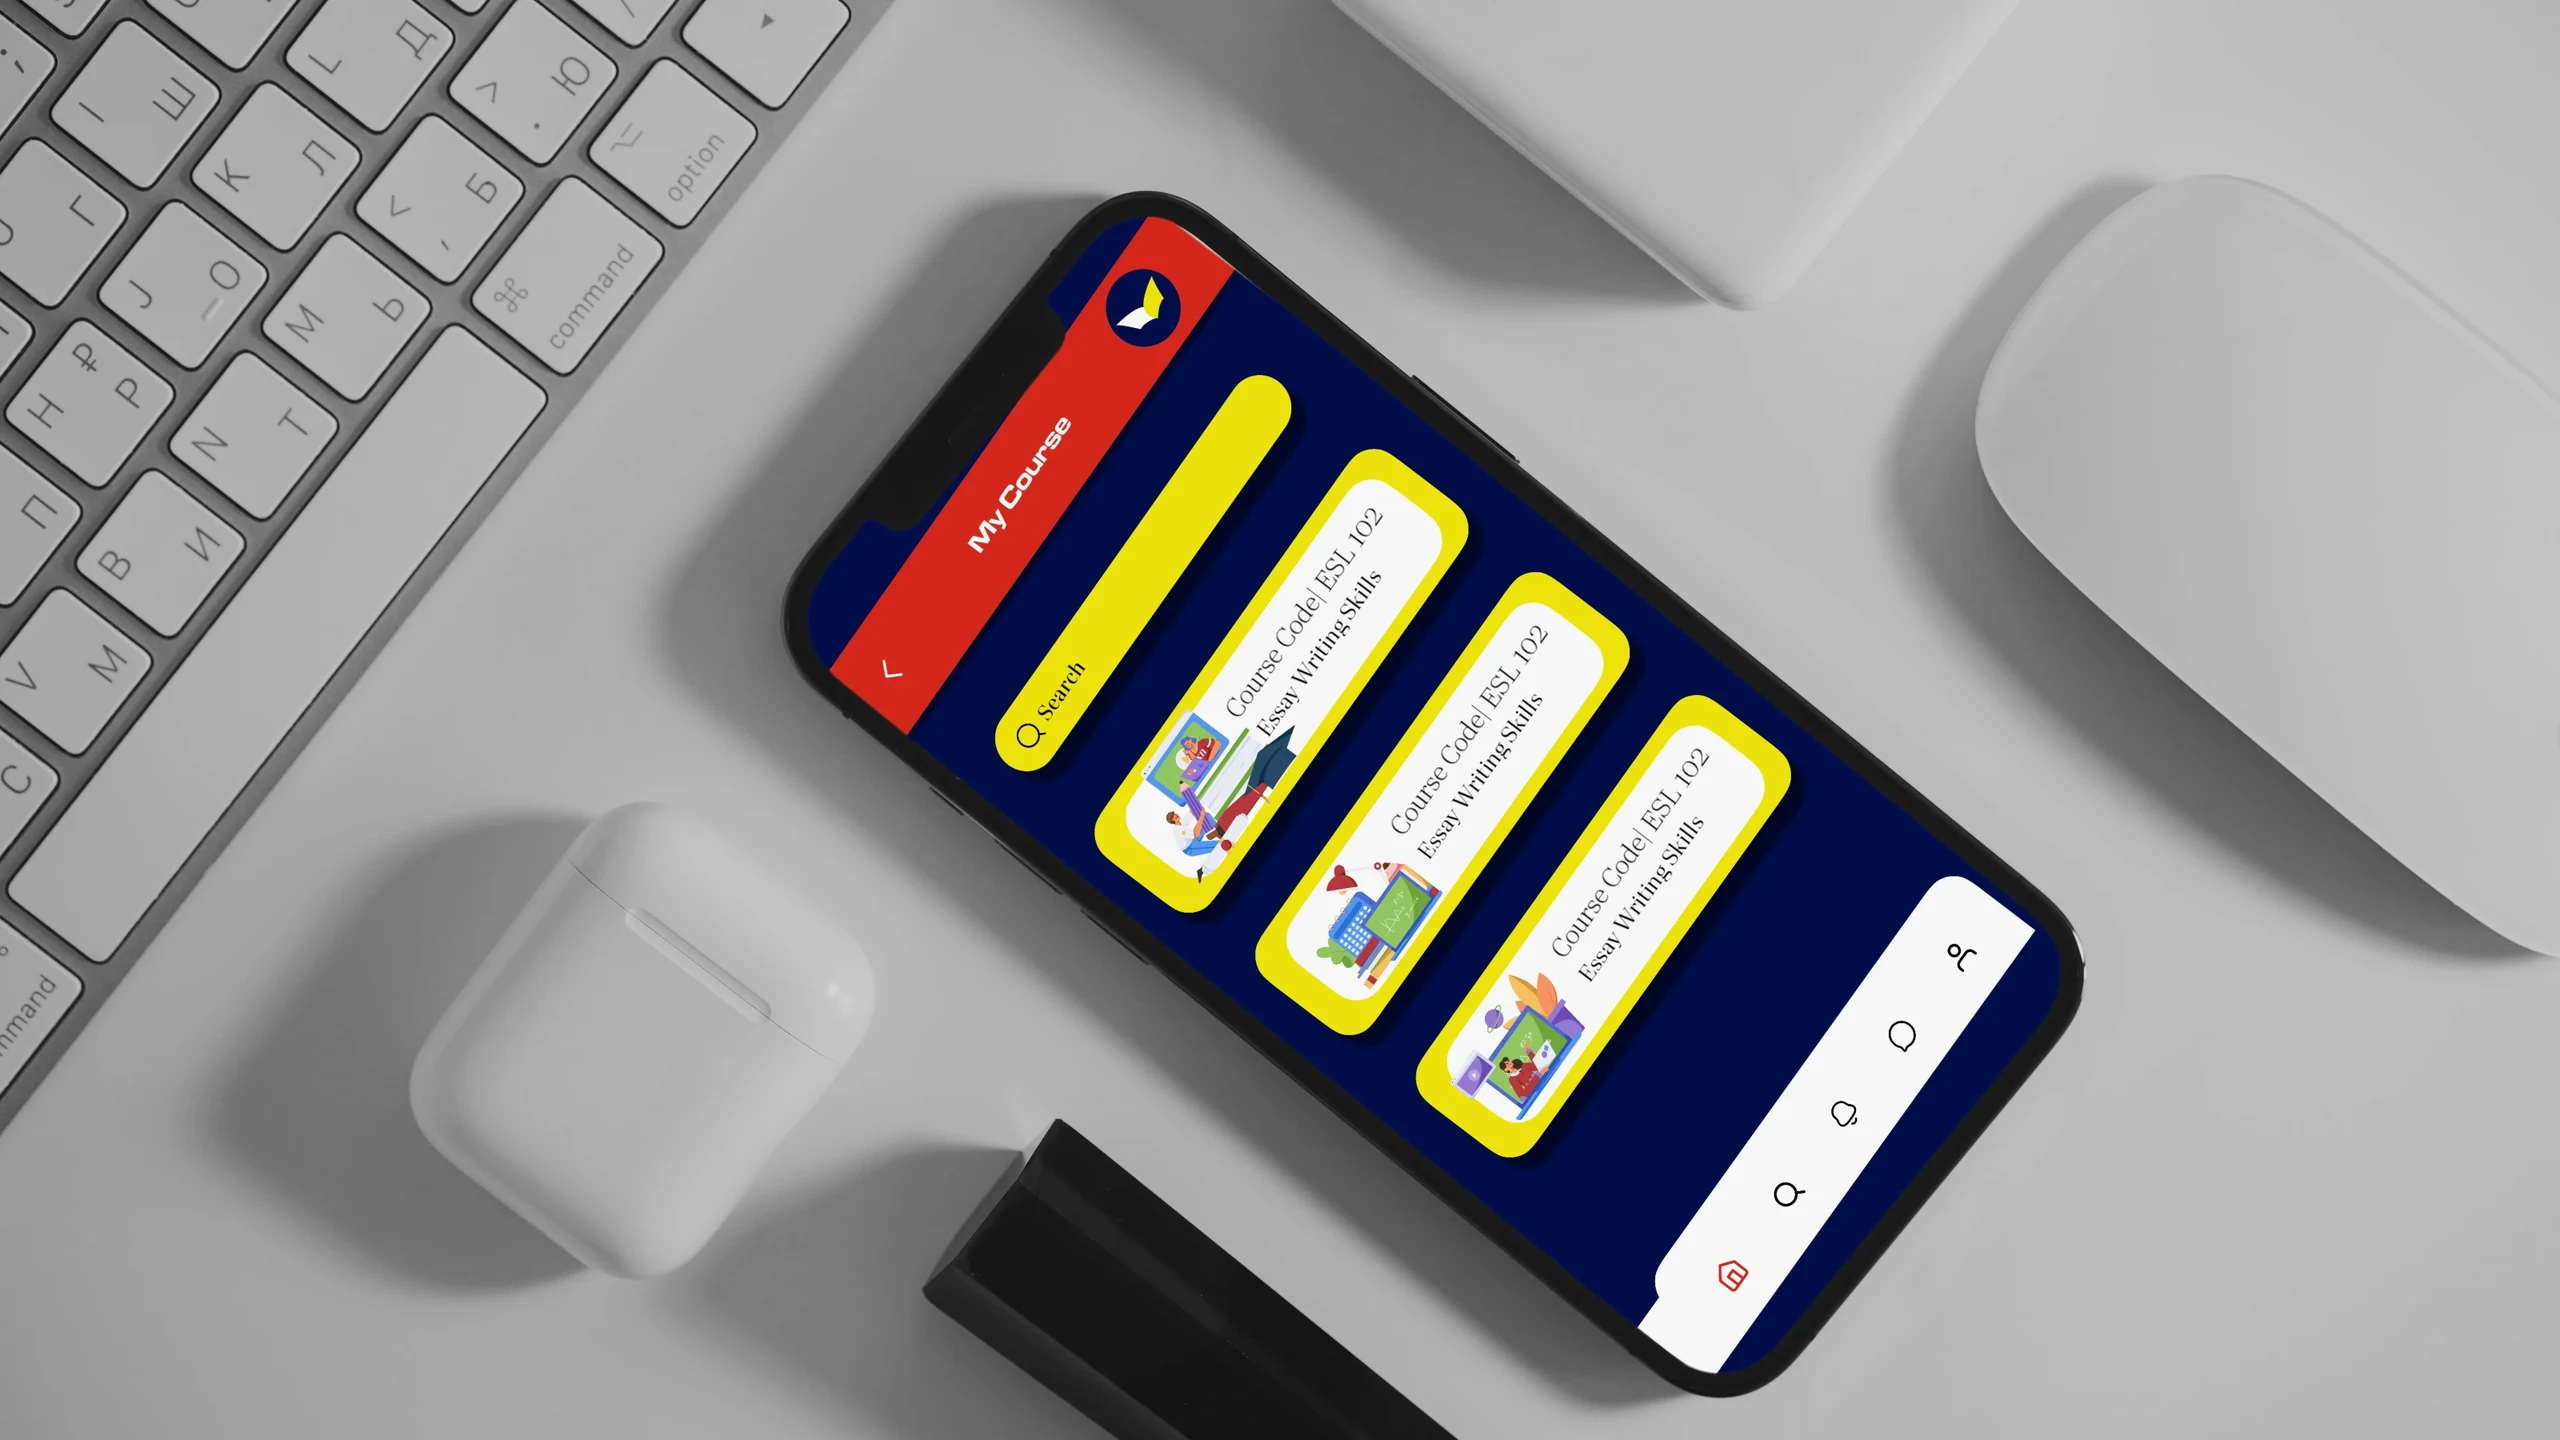 My Course
Search
Course Code| ESL 102
Essay Writing Skills
Course Code| ESL 102
Essay Writing Skills
Course Code| ESL 102
Essay Writing Skills
I Ш
L Д
> . Ю
⌥ option
Г
K Л
< , Б
⌘ command
J _ О
M Ь
H ₽ Р
N Т
П
B И
V М
C
mmand